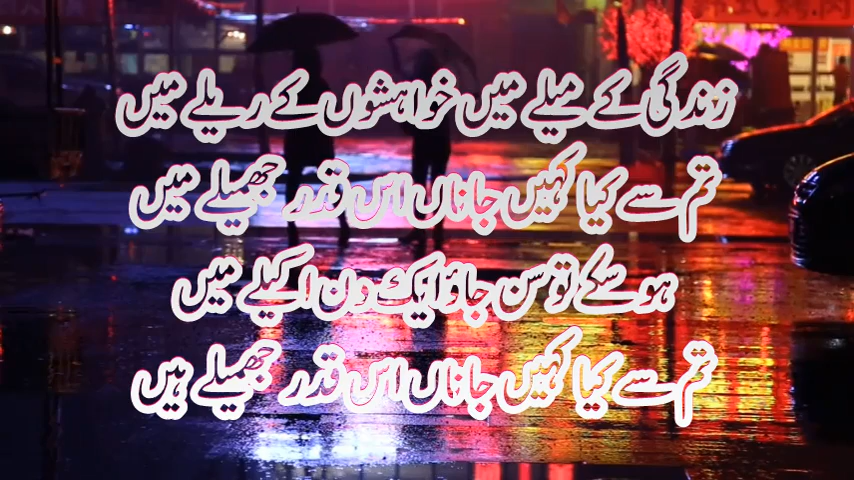 زندگی کے میلے میں خواہشوں کے ریلے میں
تم سے کیا کہیں جاناں اس قدر جھمیلے میں
ہو سکے تو سن جاؤ ایک دن اکیلے میں
تم سے کیا کہیں جاناں اس قدر جھمیلے ہیں